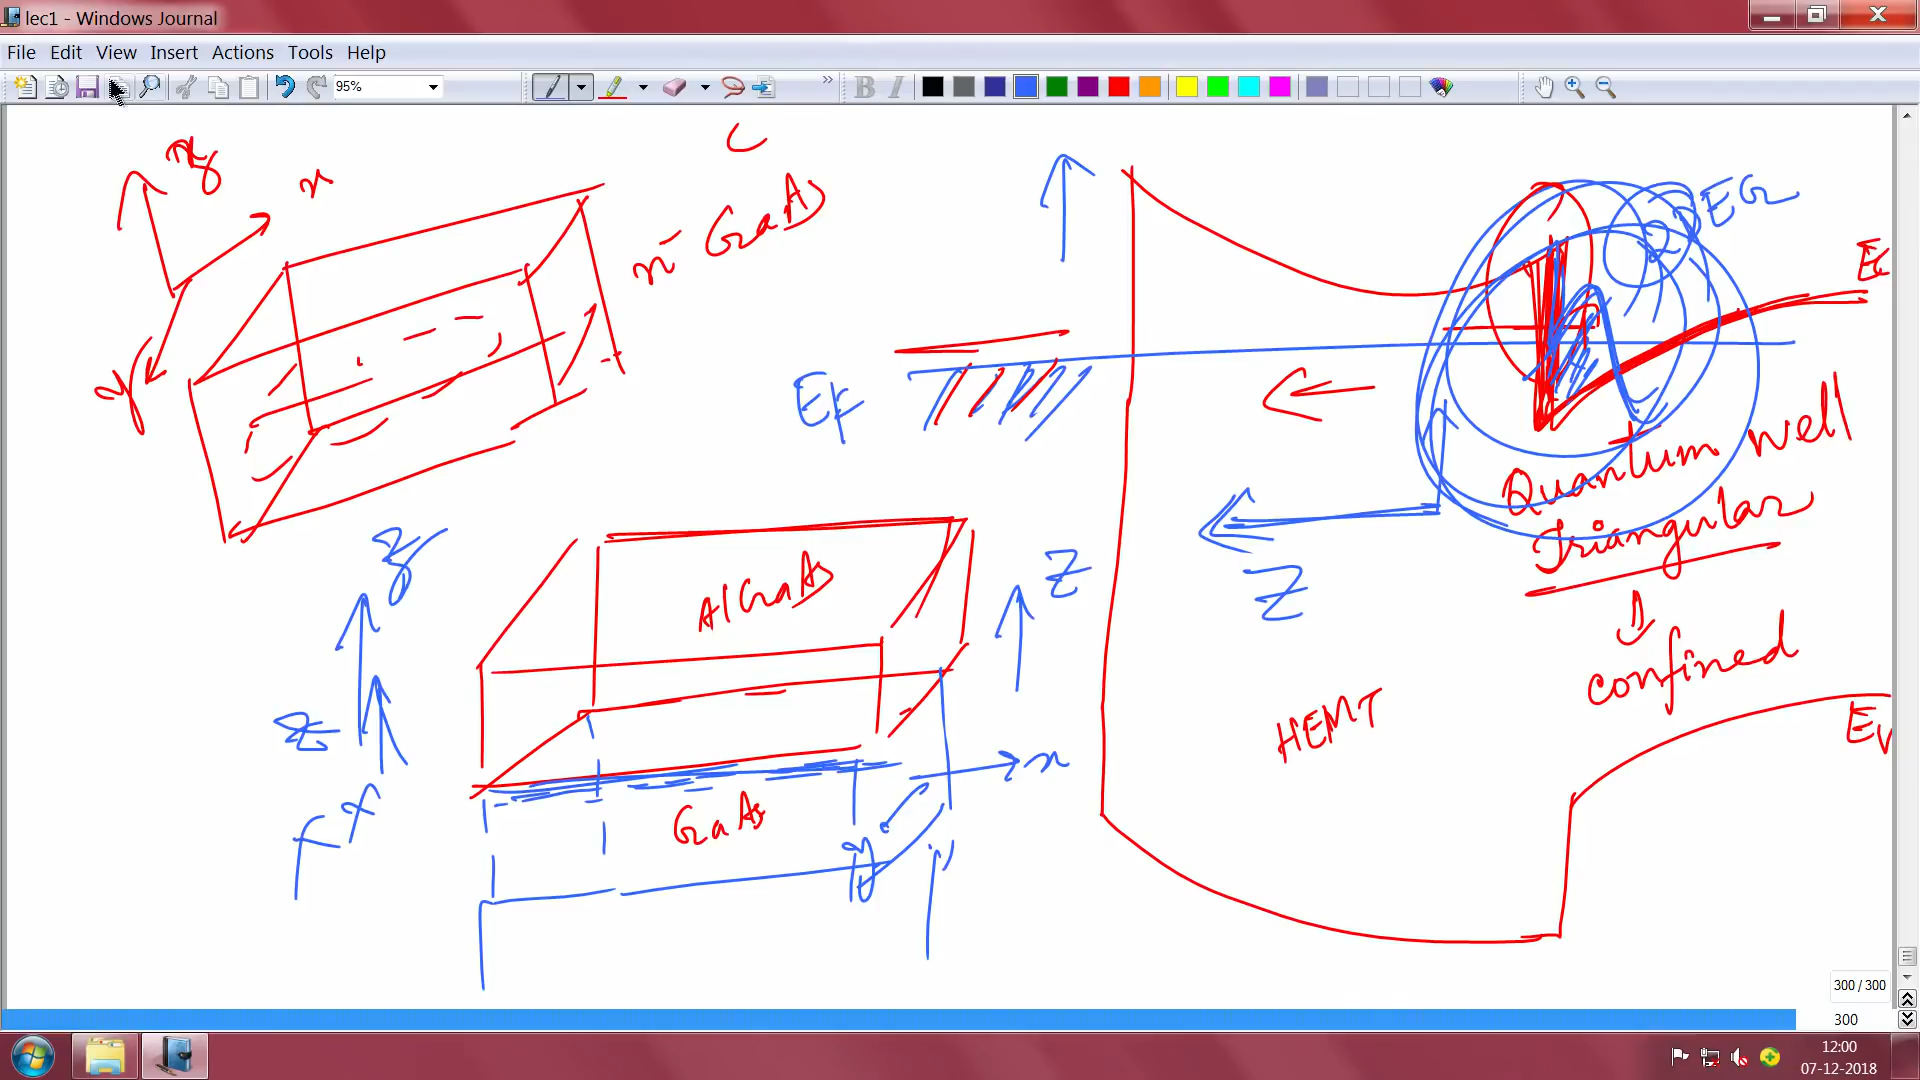 lec1 - Windows Journal
File Edit View Insert Actions Tools Help
95%
B I
y
x
c
n- GaAs
z
AlGaAs
GaAs
z
z
x
y
EF
Z
Z
HEMT
2DEG
Ec
Quantum well
Triangular
confined
Ev
300 / 300
300
12:00
07-12-2018